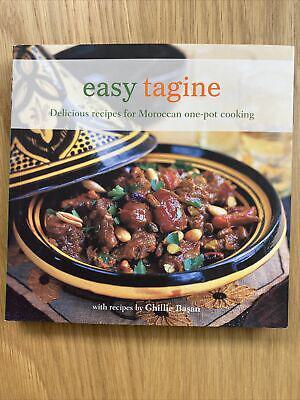 easy tagine
Delicious recipes for Moroccan one-pot cooking
with recipes by Ghillie Başan